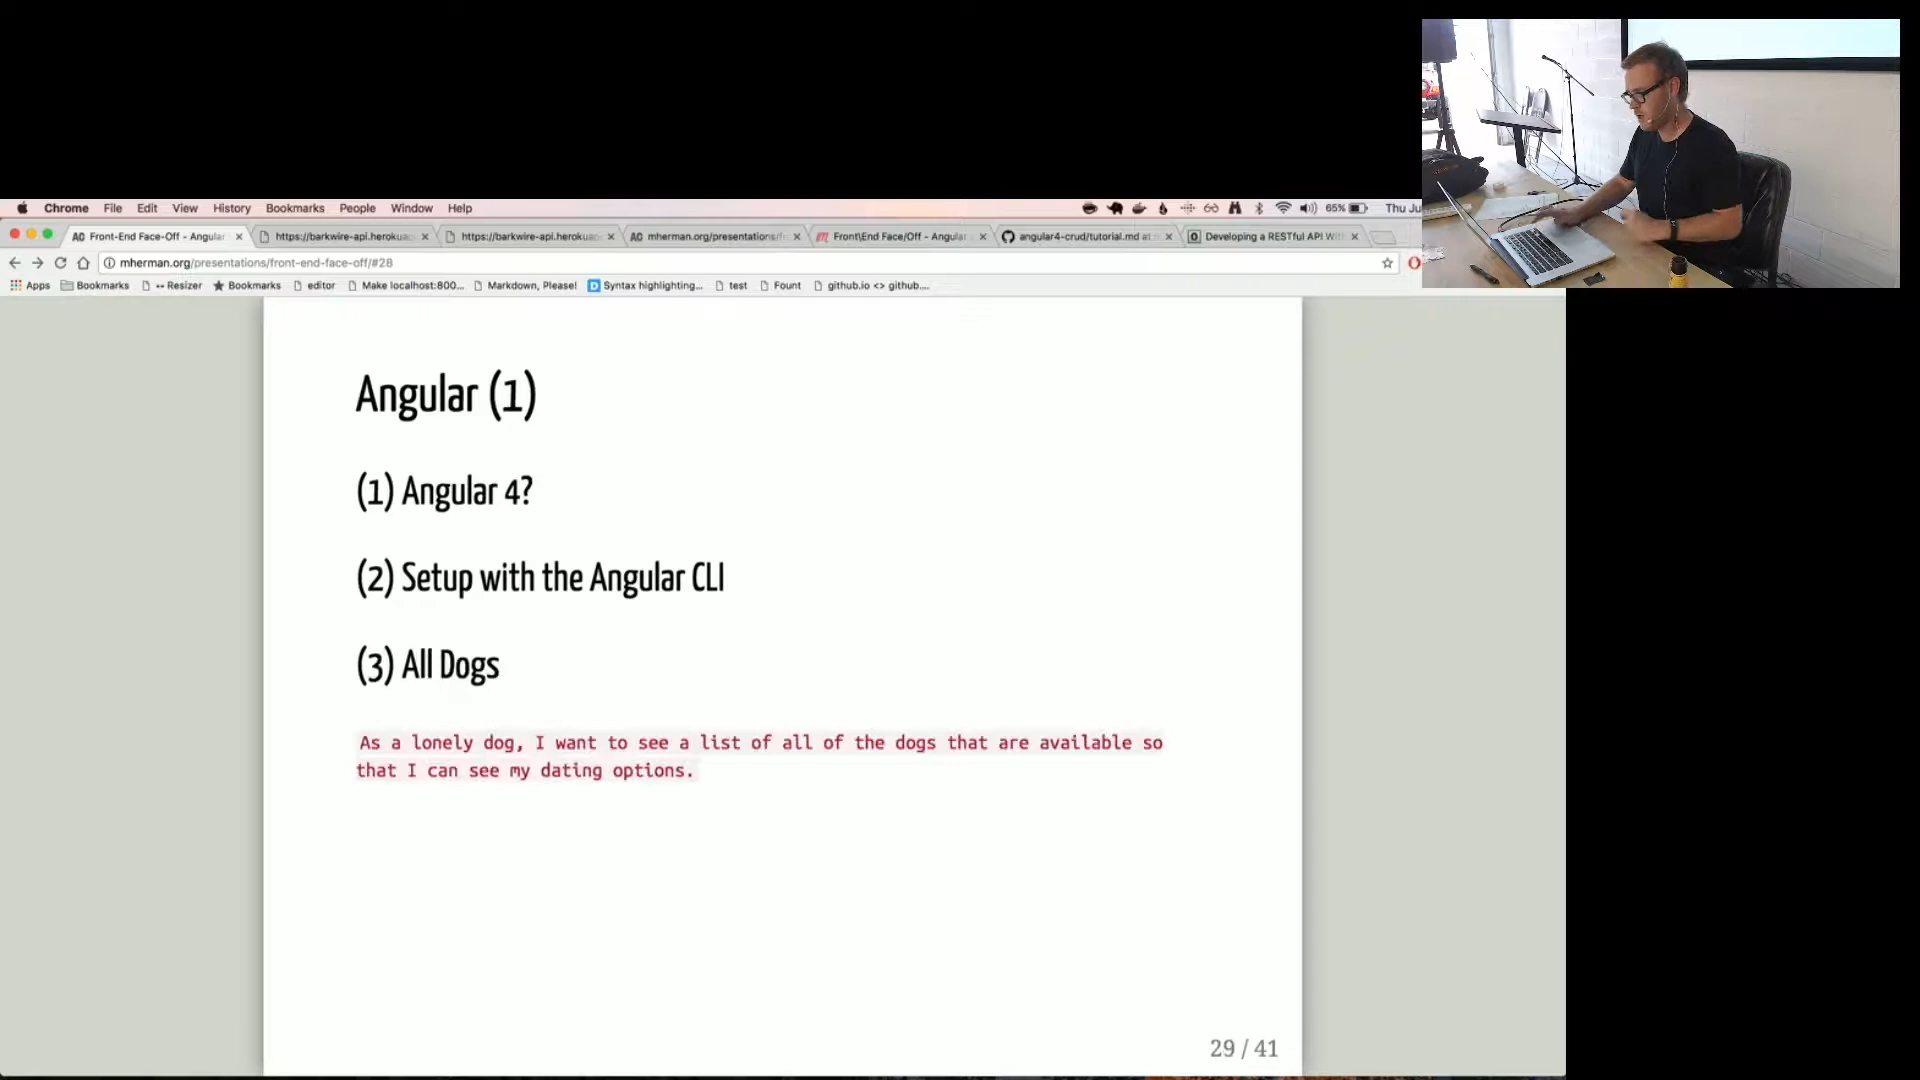 Chrome File Edit View History Bookmarks People Window Help 65% Thu Ju
Front-End Face-Off - Angular https://barkwire-api.herokuap https://barkwire-api.herokuap mherman.org/presentations/f Front\End Face/Off - Angular angular4-crud/tutorial.md at Developing a RESTful API With
mherman.org/presentations/front-end-face-off/#28
Apps Bookmarks Resizer Bookmarks editor Make localhost:800... Markdown, Please! Syntax highlighting... test Fount github.io <> github....
Angular (1)
(1) Angular 4?
(2) Setup with the Angular CLI
(3) All Dogs
As a lonely dog, I want to see a list of all of the dogs that are available so
that I can see my dating options.
29 / 41